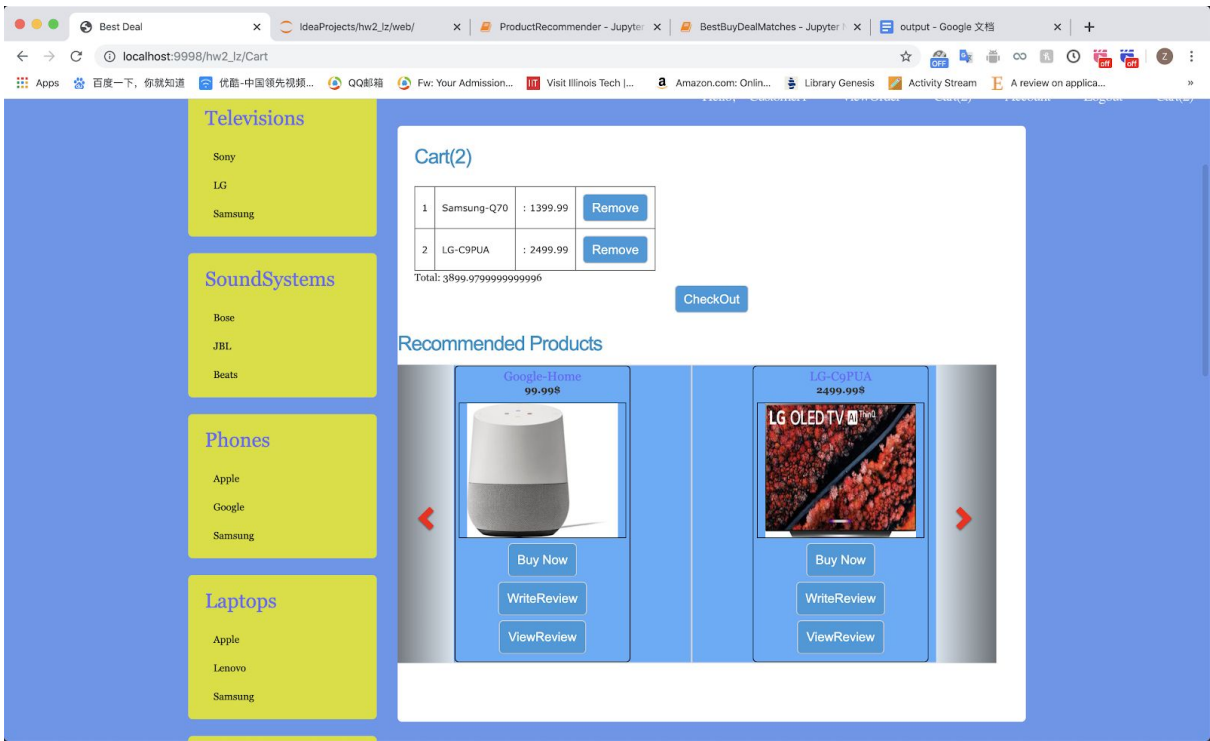 Best Deal
IdeaProjects/hw2_lz/web/
ProductRecommender - Jupyter
BestBuyDealMatches - Jupyter N
output - Google 文档
localhost:9998/hw2_lz/Cart
OFF
off
off
Z
Apps
百度一下，你就知道
优酷-中国领先视频...
QQ邮箱
Fw: Your Admission...
Visit Illinois Tech |...
Amazon.com: Onlin...
Library Genesis
Activity Stream
A review on applica...
»
Televisions
Sony
LG
Samsung
SoundSystems
Bose
JBL
Beats
Phones
Apple
Google
Samsung
Laptops
Apple
Lenovo
Samsung
Cart(2)
1 Samsung-Q70 : 1399.99 Remove
2 LG-C9PUA : 2499.99 Remove
Total: 3899.9799999999996
CheckOut
Recommended Products
Google-Home
99.99$
Buy Now
WriteReview
ViewReview
LG-C9PUA
2499.99$
LG OLED TV AI ThinQ
Buy Now
WriteReview
ViewReview